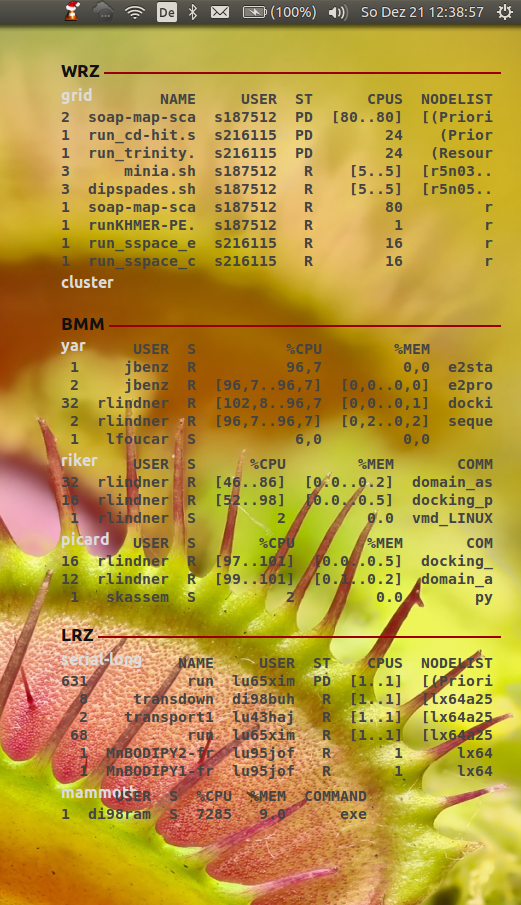 De (100%) So Dez 21 12:38:57
WRZ
grid NAME USER ST CPUS NODELIST
2 soap-map-sca s187512 PD [80..80] [(Priori
1 run_cd-hit.s s216115 PD 24 (Prior
1 run_trinity. s216115 PD 24 (Resour
3 minia.sh s187512 R [5..5] [r5n03..
3 dipspades.sh s187512 R [5..5] [r5n05..
1 soap-map-sca s187512 R 80 r
1 runKHMER-PE. s187512 R 1 r
1 run_sspace_e s216115 R 16 r
1 run_sspace_c s216115 R 16 r
cluster
BMM
yar USER S %CPU %MEM
1 jbenz R 96,7 0,0 e2sta
2 jbenz R [96,7..96,7] [0,0..0,0] e2pro
32 rlindner R [102,8..96,7 [0,0..0,1] docki
2 rlindner R [96,7..96,7] [0,2..0,2] seque
1 lfoucar S 6,0 0,0
riker USER S %CPU %MEM COMM
32 rlindner R [46..86] [0.0..0.2] domain_as
16 rlindner R [52..98] [0.0..0.5] docking_p
1 rlindner S 2 0.0 vmd_LINUX
picard USER S %CPU %MEM COM
16 rlindner R [97..101] [0.0..0.5] docking_
12 rlindner R [99..101] [0.1..0.2] domain_a
1 skassem S 2 0.0 py
LRZ
serial-long NAME USER ST CPUS NODELIST
631 run lu65xim PD [1..1] [(Priori
8 transdown di98buh R [1..1] [lx64a25
2 transport1 lu43haj R [1..1] [lx64a25
68 run lu65xim R [1..1] [lx64a25
1 MnBODIPY2-fr lu95jof R 1 lx64
1 MnBODIPY1-fr lu95jof R 1 lx64
mammoth USER S %CPU %MEM COMMAND
1 di98ram S 7285 9.0 exe